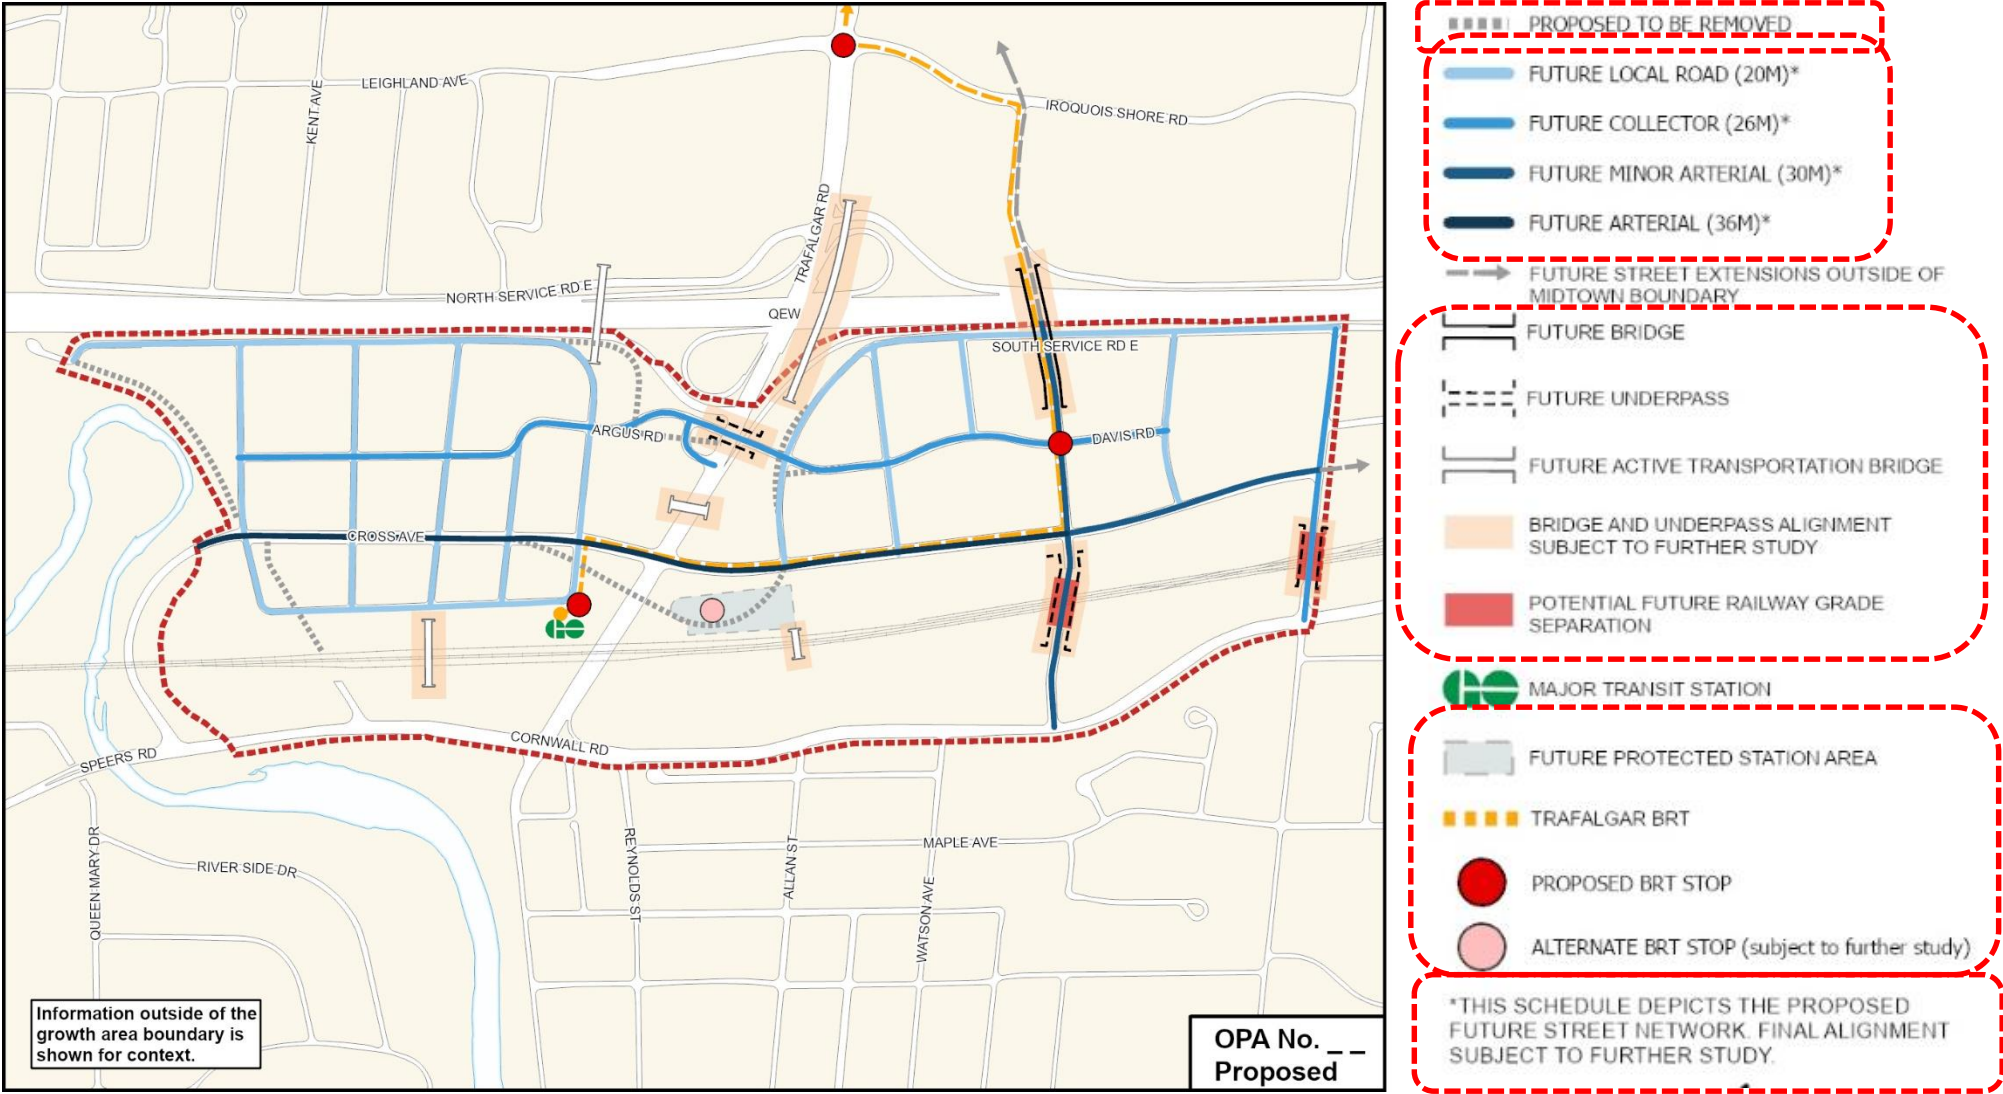 LEIGHLAND AVE
KENT AVE
IROQUOIS SHORE RD
TRAFALGAR RD
NORTH SERVICE RD E
QEW
SOUTH SERVICE RD E
ARGUS RD
DAVIS RD
CROSS AVE
CORNWALL RD
SPEERS RD
QUEEN MARY DR
RIVER SIDE DR
REYNOLDS ST
ALLAN ST
MAPLE AVE
WATSON AVE
Information outside of the
growth area boundary is
shown for context.
OPA No. _ _
Proposed
PROPOSED TO BE REMOVED
FUTURE LOCAL ROAD (20M)*
FUTURE COLLECTOR (26M)*
FUTURE MINOR ARTERIAL (30M)*
FUTURE ARTERIAL (36M)*
FUTURE STREET EXTENSIONS OUTSIDE OF
MIDTOWN BOUNDARY
FUTURE BRIDGE
FUTURE UNDERPASS
FUTURE ACTIVE TRANSPORTATION BRIDGE
BRIDGE AND UNDERPASS ALIGNMENT
SUBJECT TO FURTHER STUDY
POTENTIAL FUTURE RAILWAY GRADE
SEPARATION
MAJOR TRANSIT STATION
FUTURE PROTECTED STATION AREA
TRAFALGAR BRT
PROPOSED BRT STOP
ALTERNATE BRT STOP (subject to further study)
*THIS SCHEDULE DEPICTS THE PROPOSED
FUTURE STREET NETWORK. FINAL ALIGNMENT
SUBJECT TO FURTHER STUDY.